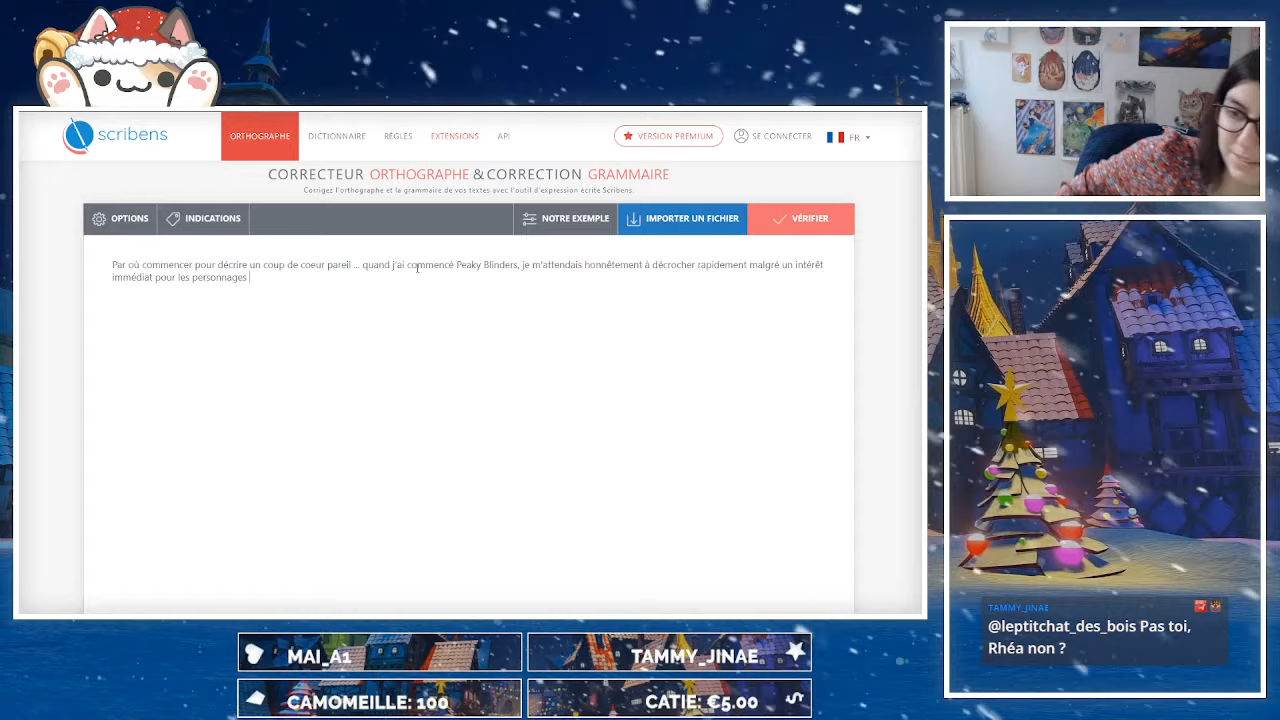 scribens
ORTHOGRAPHE
DICTIONNAIRE
RÈGLES
EXTENSIONS
API
VERSION PREMIUM
SE CONNECTER
FR
CORRECTEUR ORTHOGRAPHE & CORRECTION GRAMMAIRE
Corrigez l'orthographe et la grammaire de vos textes avec l'outil d'expression écrite Scribens.
OPTIONS
INDICATIONS
NOTRE EXEMPLE
IMPORTER UN FICHIER
VÉRIFIER
Par où commencer pour décrire un coup de coeur pareil ... quand j'ai commencé Peaky Blinders, je m'attendais honnêtement à décrocher rapidement malgré un intérêt
immédiat pour les personnages
TAMMY_JINAE
@leptitchat_des_bois Pas toi,
Rhéa non ?
MAI_A1
TAMMY_JINAE
CAMOMEILLE: 100
CATIE: €5.00